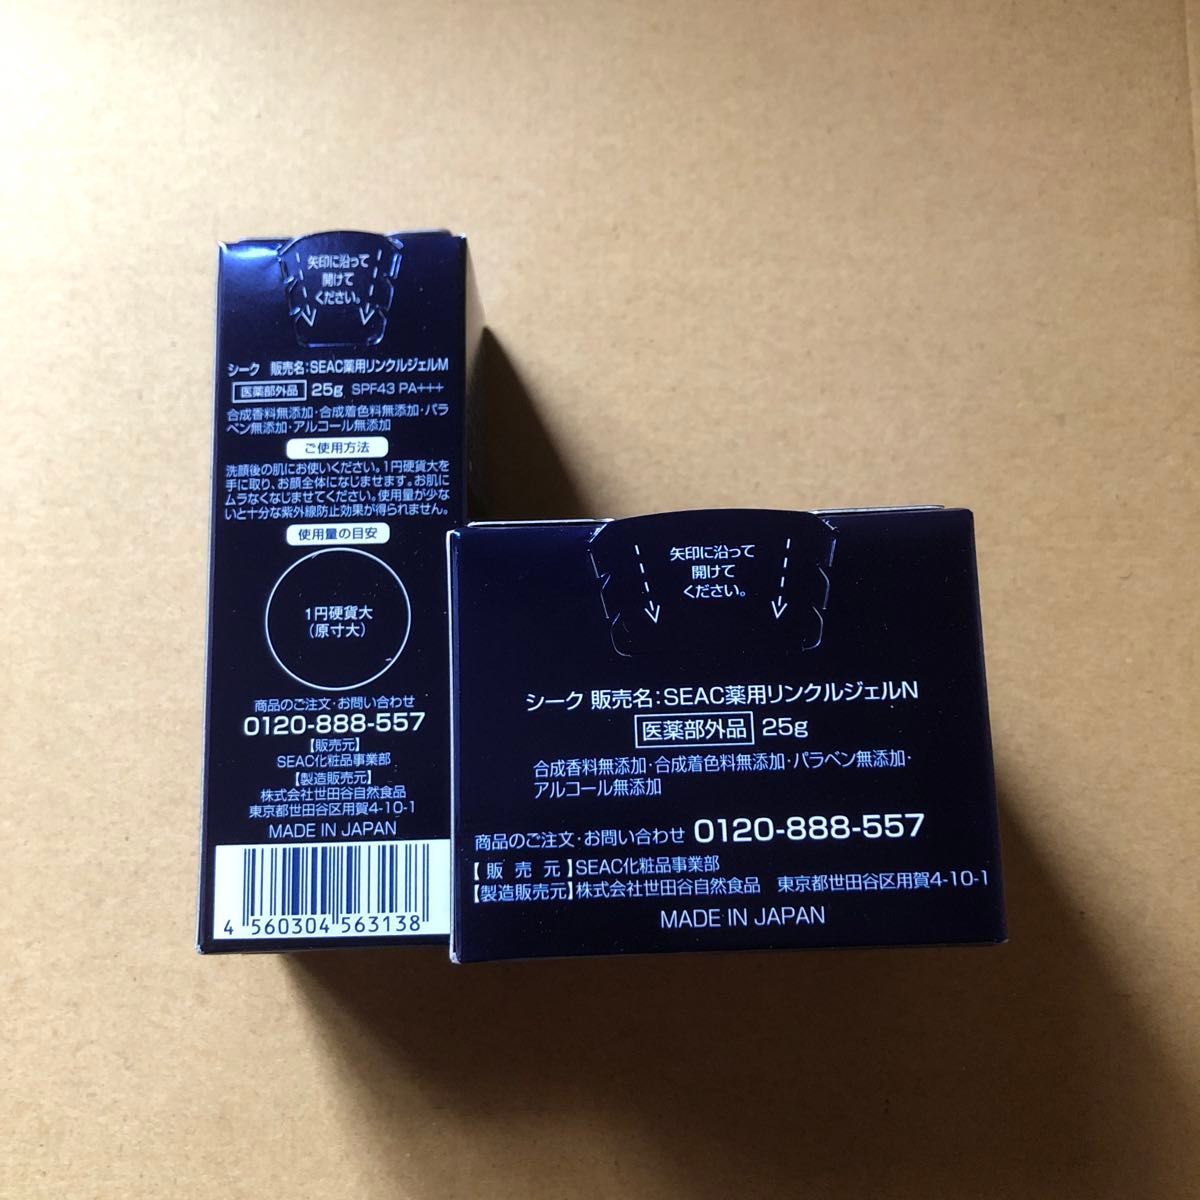 矢印に沿って
開けて
ください。
シーク 販売名:SEAC薬用リンクルジェルM
医薬部外品 25g SPF43 PA+++
合成香料無添加・合成着色料無添加・パラ
ベン無添加・アルコール無添加
ご使用方法
洗顔後の肌にお使いください。1円硬貨大を
手に取り、お顔全体になじませます。お肌に
ムラなくなじませてください。使用量が少な
いと十分な紫外線防止効果が得られません。
使用量の目安
1円硬貨大
(原寸大)
商品のご注文・お問い合わせ
0120-888-557
【販売元】
SEAC化粧品事業部
【製造販売元】
株式会社世田谷自然食品
東京都世田谷区用賀4-10-1
MADE IN JAPAN
4 560304 563138
矢印に沿って
開けて
ください。
シーク 販売名:SEAC薬用リンクルジェルN
医薬部外品 25g
合成香料無添加・合成着色料無添加・パラベン無添加・
アルコール無添加
商品のご注文・お問い合わせ 0120-888-557
【販売元】SEAC化粧品事業部
【製造販売元】株式会社世田谷自然食品 東京都世田谷区用賀4-10-1
MADE IN JAPAN